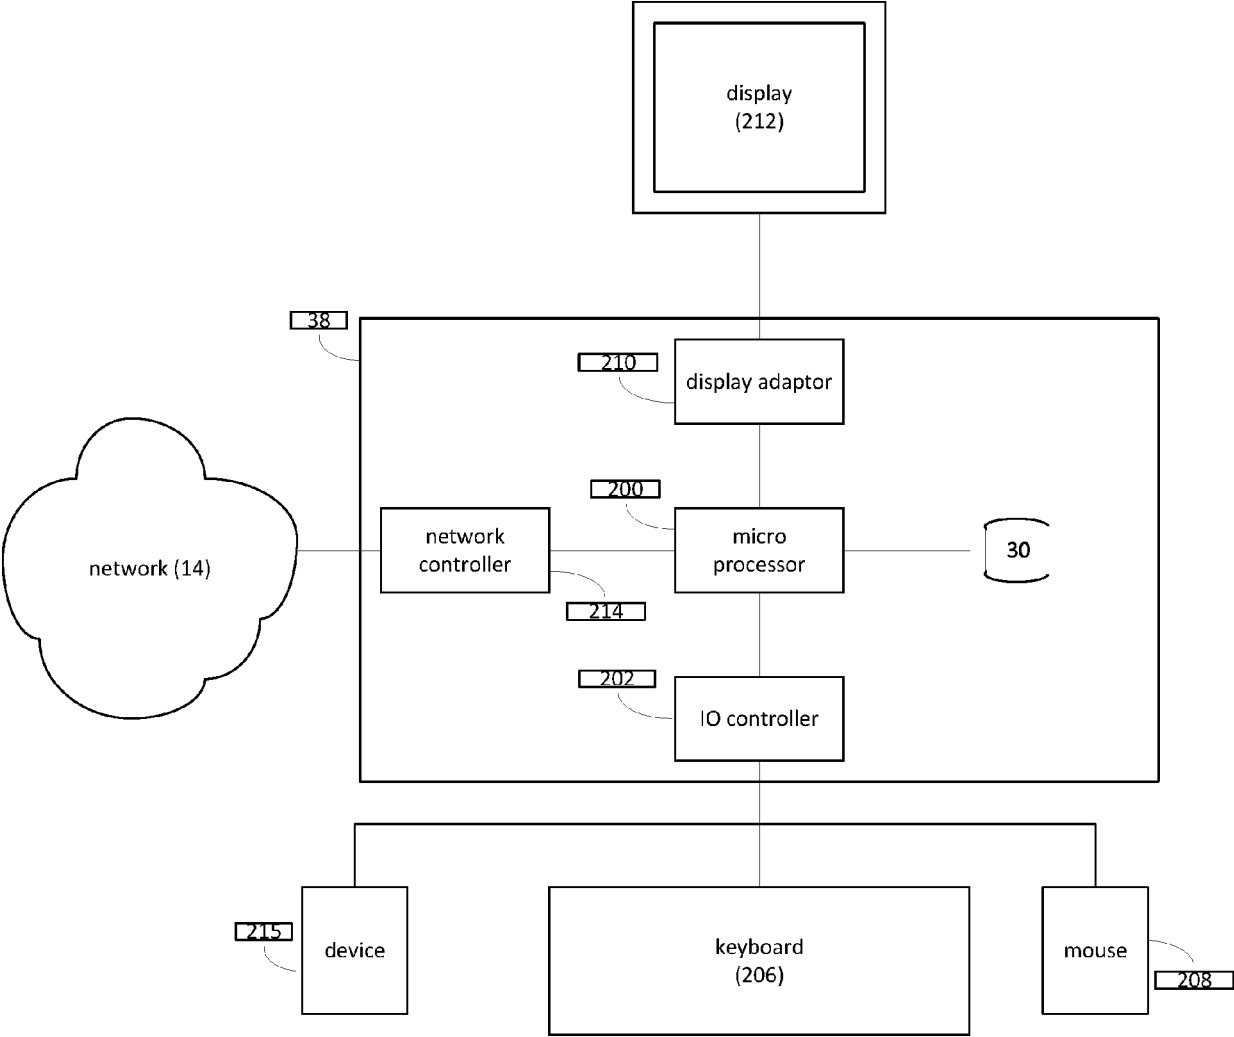 display
(212)
38
210
display adaptor
200
network
controller
micro
processor
30
network (14)
214
202
IO controller
215
device
keyboard
(206)
mouse
208